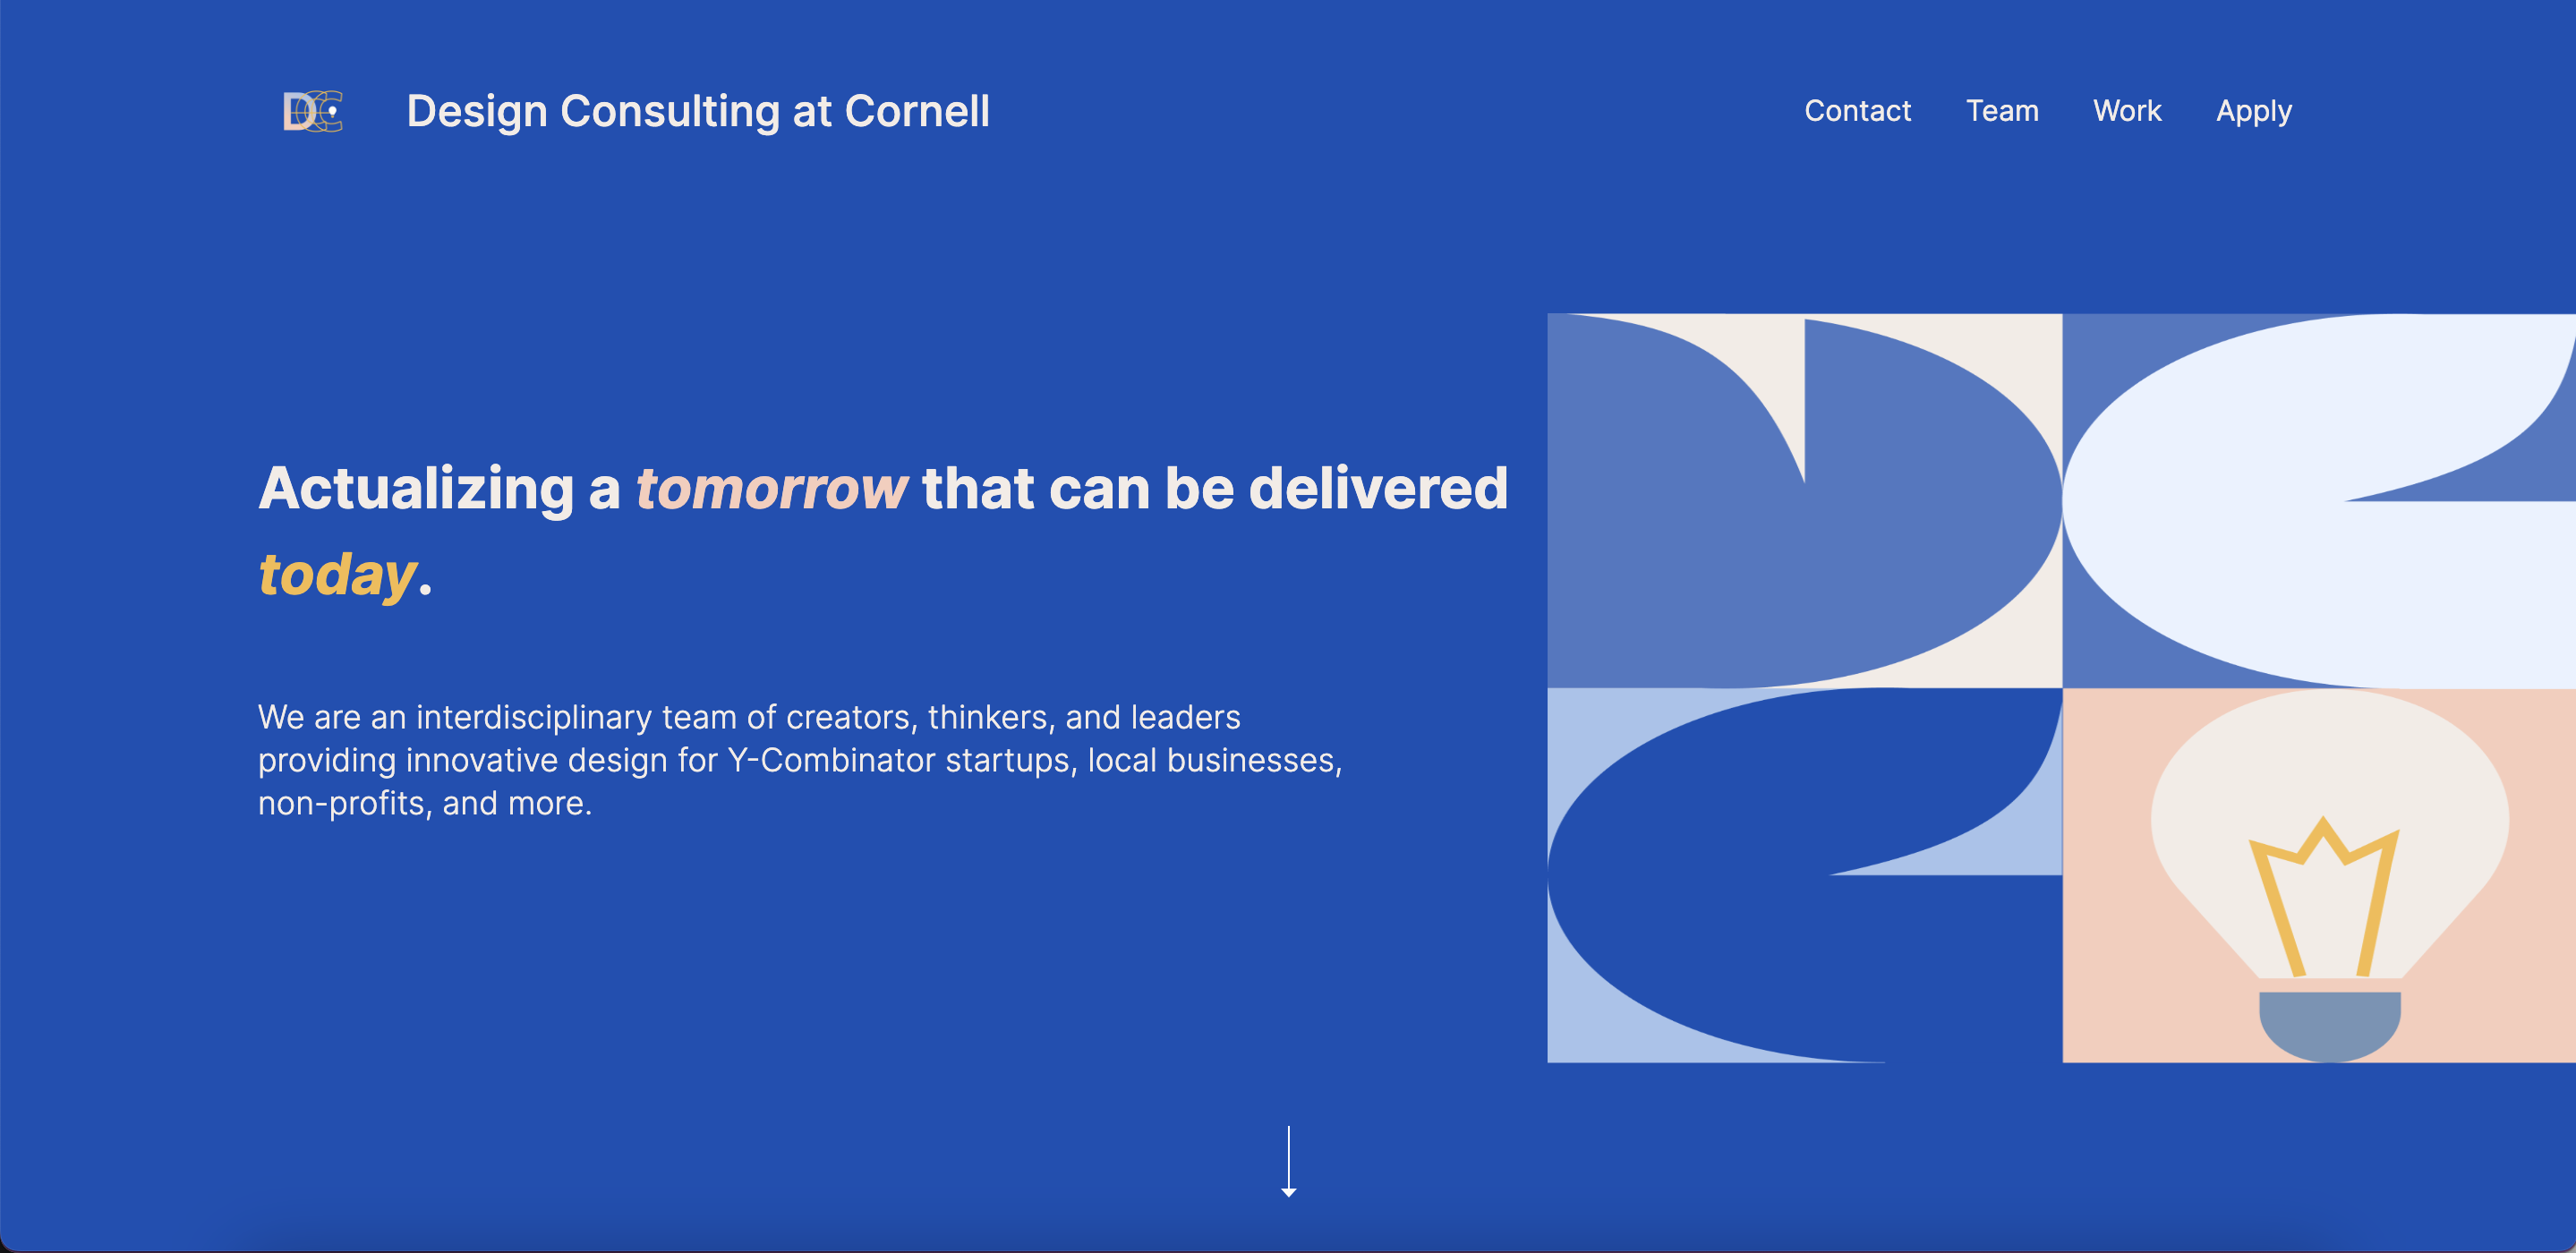 DCC
Design Consulting at Cornell
Contact
Team
Work
Apply
Actualizing a tomorrow that can be delivered
today.
We are an interdisciplinary team of creators, thinkers, and leaders
providing innovative design for Y-Combinator startups, local businesses,
non-profits, and more.